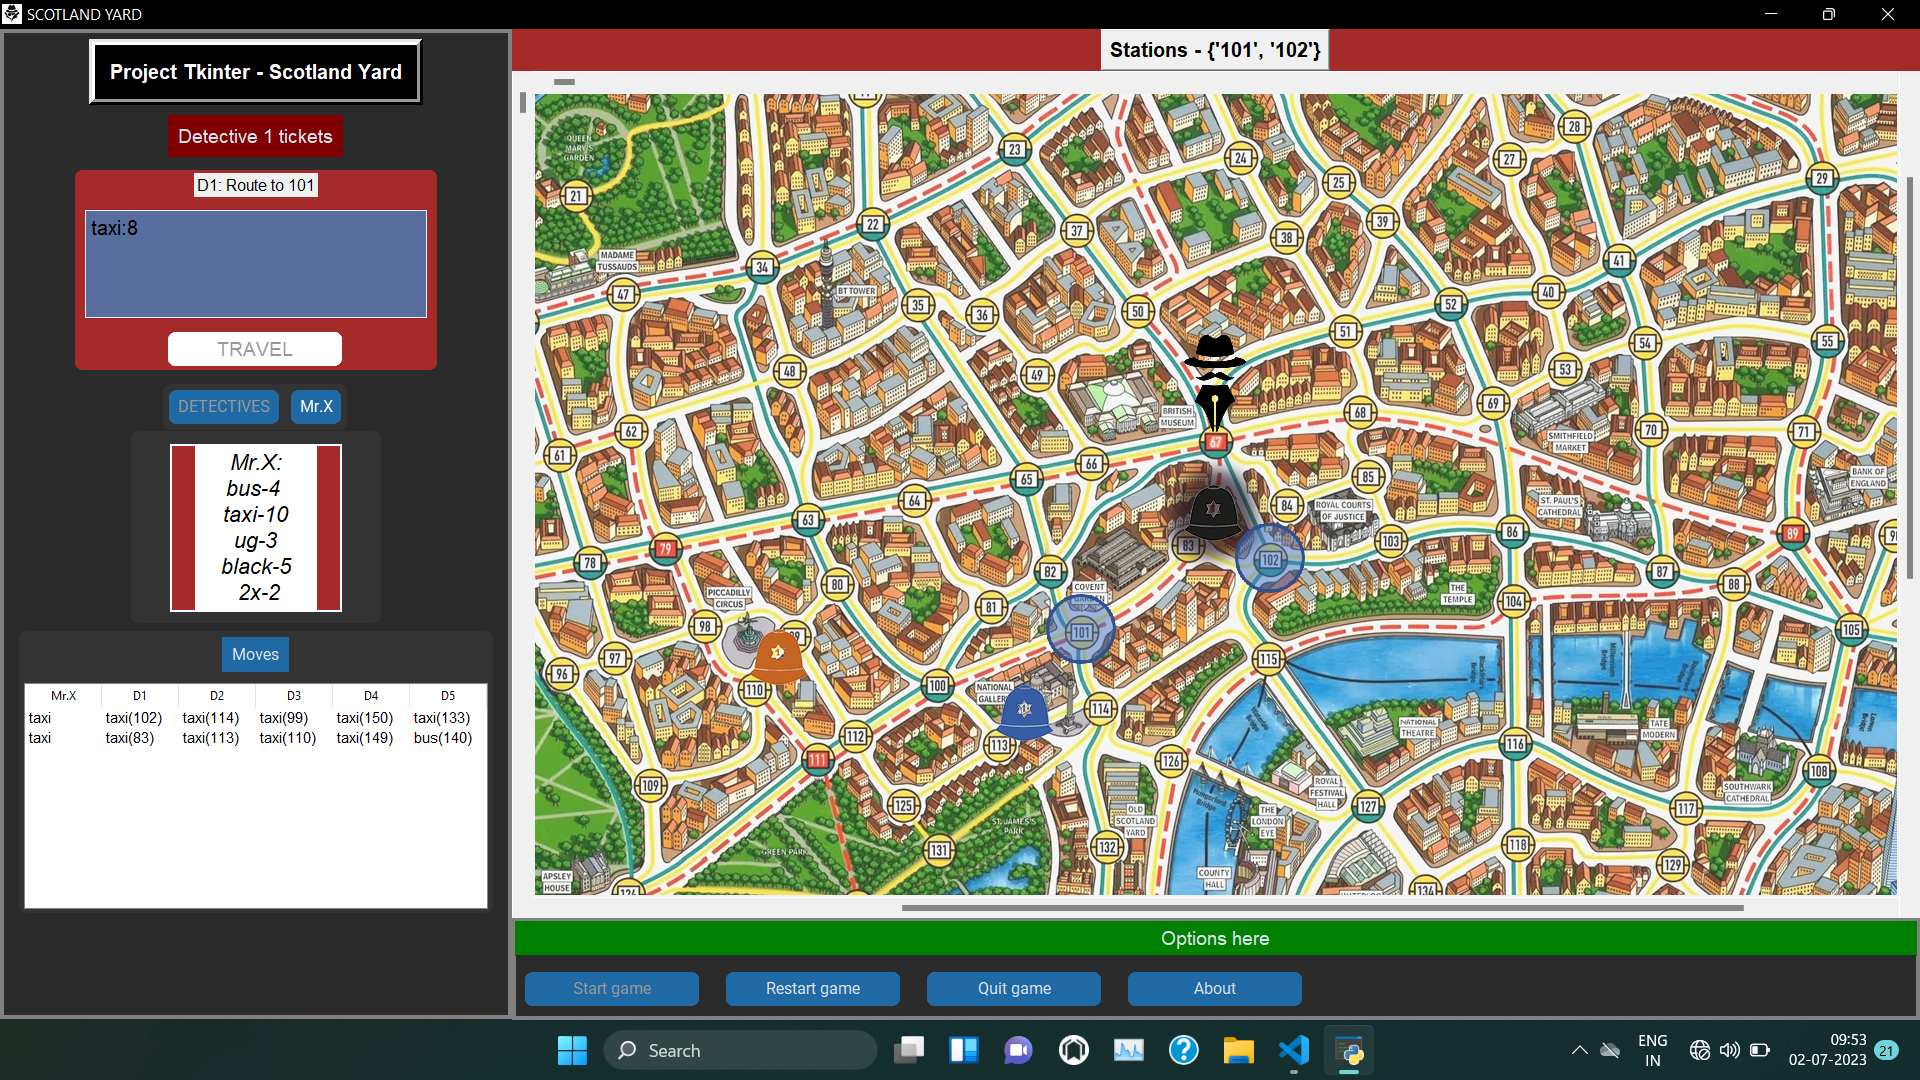 SCOTLAND YARD
Project Tkinter - Scotland Yard
Detective 1 tickets
D1: Route to 101
taxi:8
TRAVEL
DETECTIVES
Mr.X
Mr.X:
bus-4
taxi-10
ug-3
black-5
2x-2
Moves
Mr.X D1 D2 D3 D4 D5
taxi taxi(102) taxi(114) taxi(99) taxi(150) taxi(133)
taxi taxi(83) taxi(113) taxi(110) taxi(149) bus(140)
Stations - {'101', '102'}
28
23
24
27
QUEEN
MARY'S
GARDEN
21
25
29
22
37
38
39
MADAME
TUSSAUDS
34
41
47
BT TOWER
35
36
50
52
40
51
54
55
48
49
53
BRITISH
MUSEUM
68
69
62
67
SMITHFIELD
MARKET
70
71
61
66
65
85
BANK OF
ENGLAND
64
84
ROYAL COURTS
OF JUSTICE
ST. PAUL'S
CATHEDRAL
63
79
83
103
86
89
78
82
102
80
COVENT
87
88
PICCADILLY
CIRCUS
81
THE
TEMPLE
104
98
101
105
97
96
110
100
NATIONAL
115
Blackfriars
Bridge
Millennium
Bridge
114
NATIONAL
THEATRE
TATE
MODERN
112
113
116
111
126
108
109
ROYAL
FESTIVAL
HALL
SOUTHWARK
CATHEDRAL
125
Hungerford
Bridge
127
117
OLD
SCOTLAND
YARD
THE
LONDON
EYE
ST. JAMES'S
PARK
GREEN PARK
131
132
118
129
APSLEY
HOUSE
COUNTY
HALL
134
Options here
Start game
Restart game
Quit game
About
Search
ENG
IN
09:53
02-07-2023
21